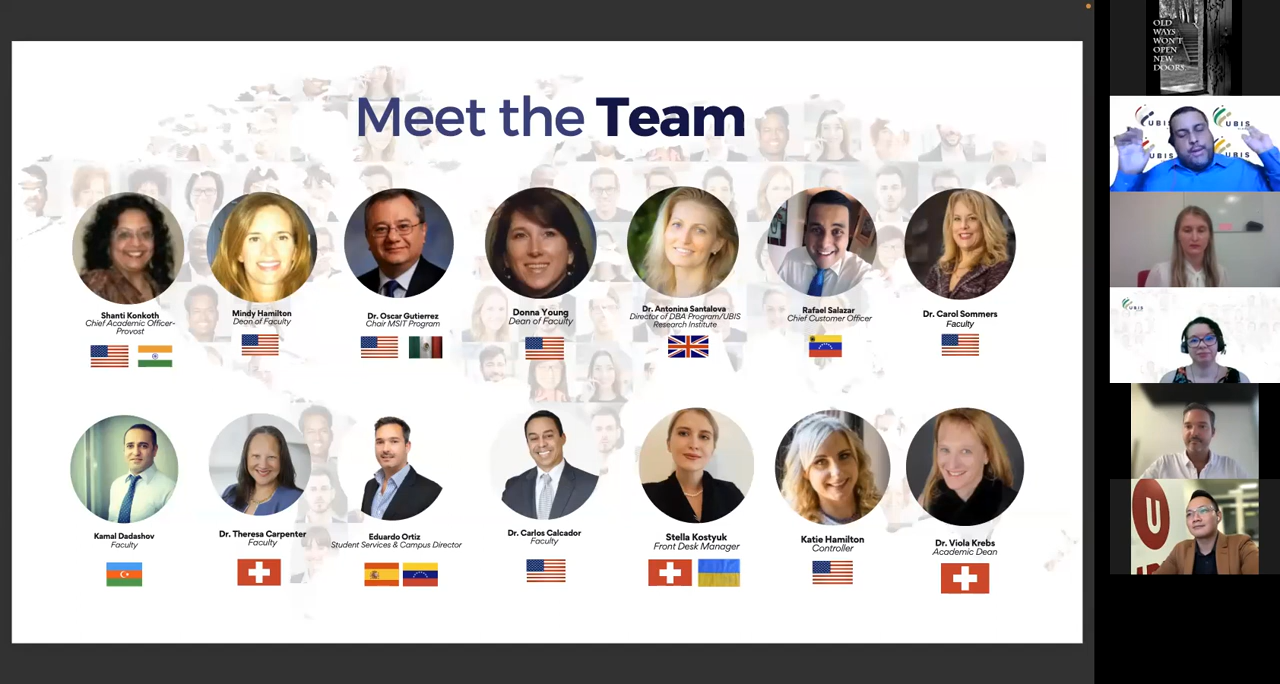 Meet the Team
Shanti Konkoth
Chief Academic Officer-
Provost
Mindy Hamilton
Dean of Faculty
Dr. Oscar Gutierrez
Chair MSIT Program
Donna Young
Dean of Faculty
Dr. Antonina Santalova
Director of DBA Program/UBIS
Research Institute
Rafael Salazar
Chief Customer Officer
Dr. Carol Sommers
Faculty
Kamal Dadashov
Faculty
Dr. Theresa Carpenter
Faculty
Eduardo Ortiz
Student Services & Campus Director
Dr. Carlos Calcador
Faculty
Stella Kostyuk
Front Desk Manager
Katie Hamilton
Controller
Dr. Viola Krebs
Academic Dean
OLD
WAYS
WON'T
OPEN
NEW
DOORS.
UBIS
UBIS
UBIS
UBIS
UBIS
U